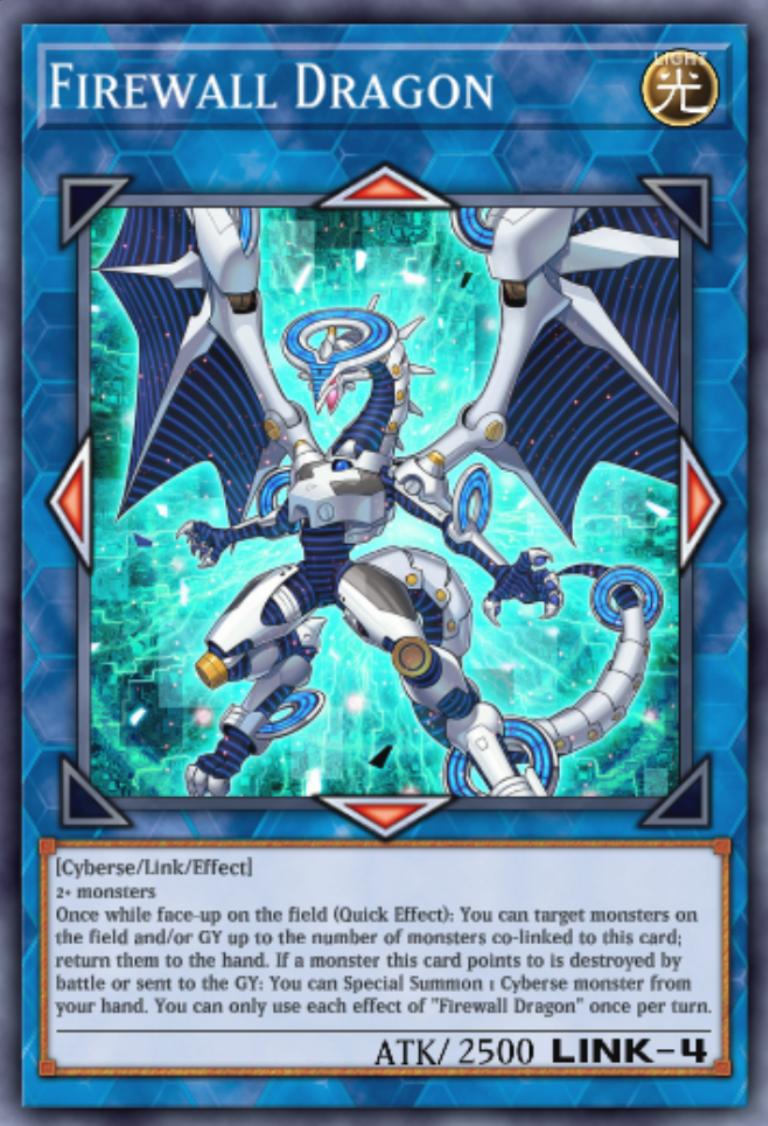 FIREWALL DRAGON
LIGHT
光
[Cyberse/Link/Effect]
2+ monsters
Once while face-up on the field (Quick Effect): You can target monsters on
the field and/or GY up to the number of monsters co-linked to this card;
return them to the hand. If a monster this card points to is destroyed by
battle or sent to the GY: You can Special Summon 1 Cyberse monster from
your hand. You can only use each effect of "Firewall Dragon" once per turn.
ATK/ 2500 LINK-4